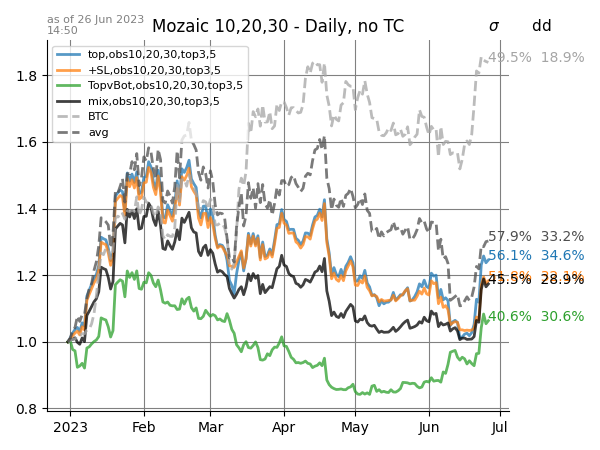 as of 26 Jun 2023
14:50
Mozaic 10,20,30 - Daily, no TC
σ dd
top,obs10,20,30,top3,5
+SL,obs10,20,30,top3,5
TopvBot,obs10,20,30,top3,5
mix,obs10,20,30,top3,5
BTC
avg
49.5% 18.9%
57.9% 33.2%
56.1% 34.6%
45.5% 28.9%
40.6% 30.6%
1.8
1.6
1.4
1.2
1.0
0.8
2023 Feb Mar Apr May Jun Jul